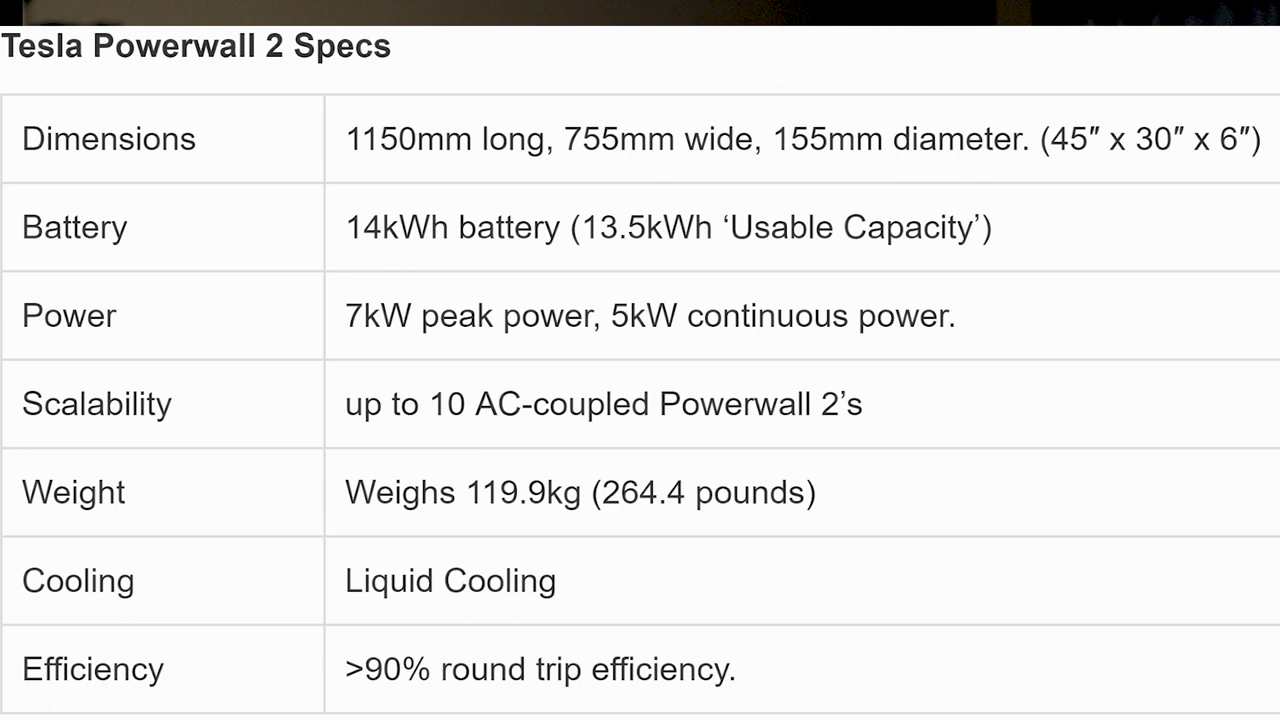 Tesla Powerwall 2 Specs
Dimensions
1150mm long, 755mm wide, 155mm diameter. (45″ x 30″ x 6″)
Battery
14kWh battery (13.5kWh ‘Usable Capacity’)
Power
7kW peak power, 5kW continuous power.
Scalability
up to 10 AC-coupled Powerwall 2’s
Weight
Weighs 119.9kg (264.4 pounds)
Cooling
Liquid Cooling
Efficiency
>90% round trip efficiency.